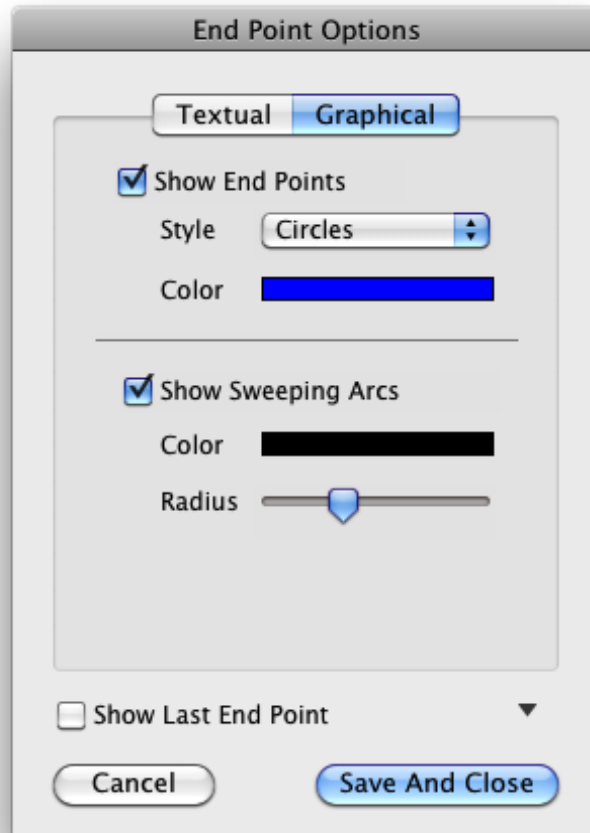 End Point Options
Textual Graphical
Show End Points
Style Circles
Color
Show Sweeping Arcs
Color
Radius
Show Last End Point
Cancel Save And Close